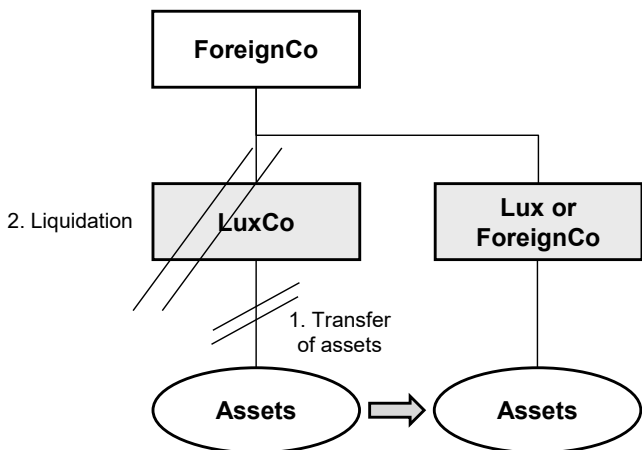 ForeignCo
2. Liquidation
LuxCo
Lux or
ForeignCo
1. Transfer
of assets
Assets
Assets